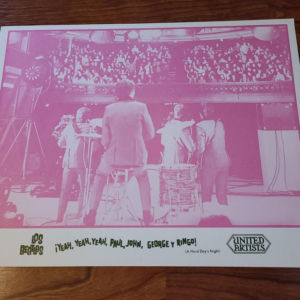 LOS BEATLES
¡YEAH, YEAH, YEAH, PAUL, JOHN, GEORGE Y RINGO!
(A Hard Day's Night)
UNITED
ARTISTS